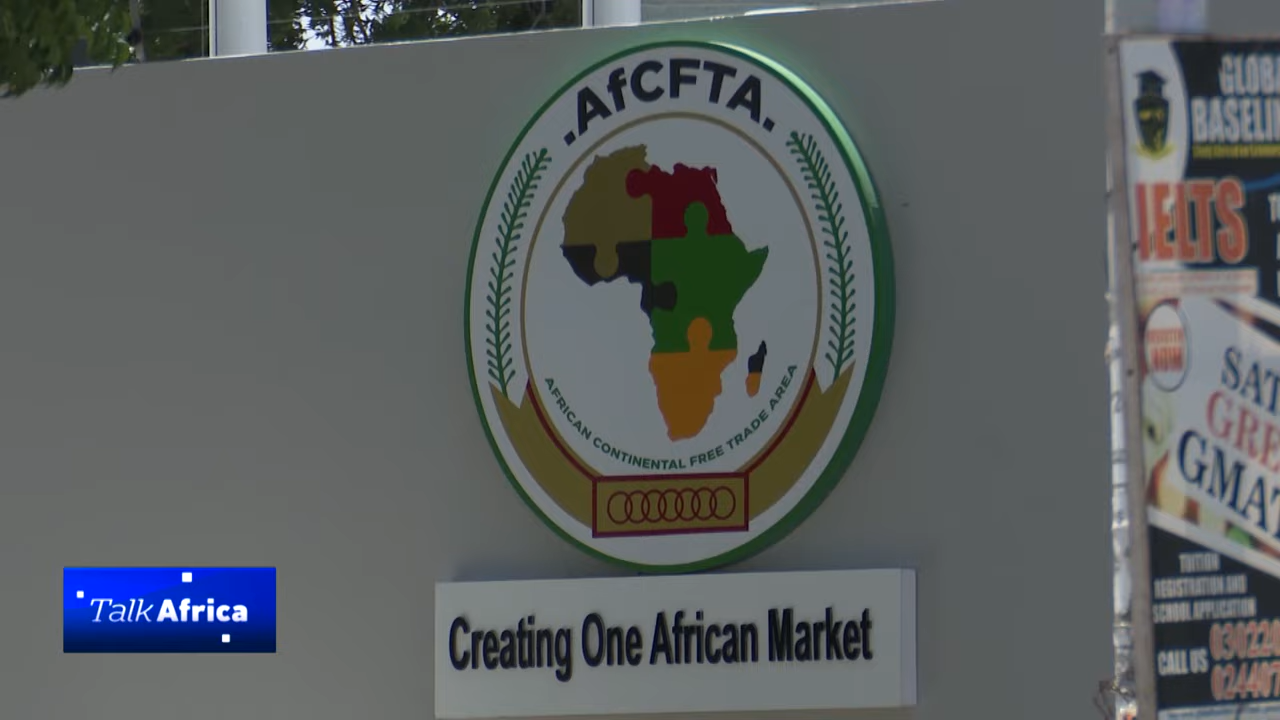 .AfCFTA.
AFRICAN CONTINENTAL FREE TRADE AREA
Creating One African Market
Talk Africa
IELTS
TUITION
REGISTRATION AND
SCHOOL APPLICATION
CALL US